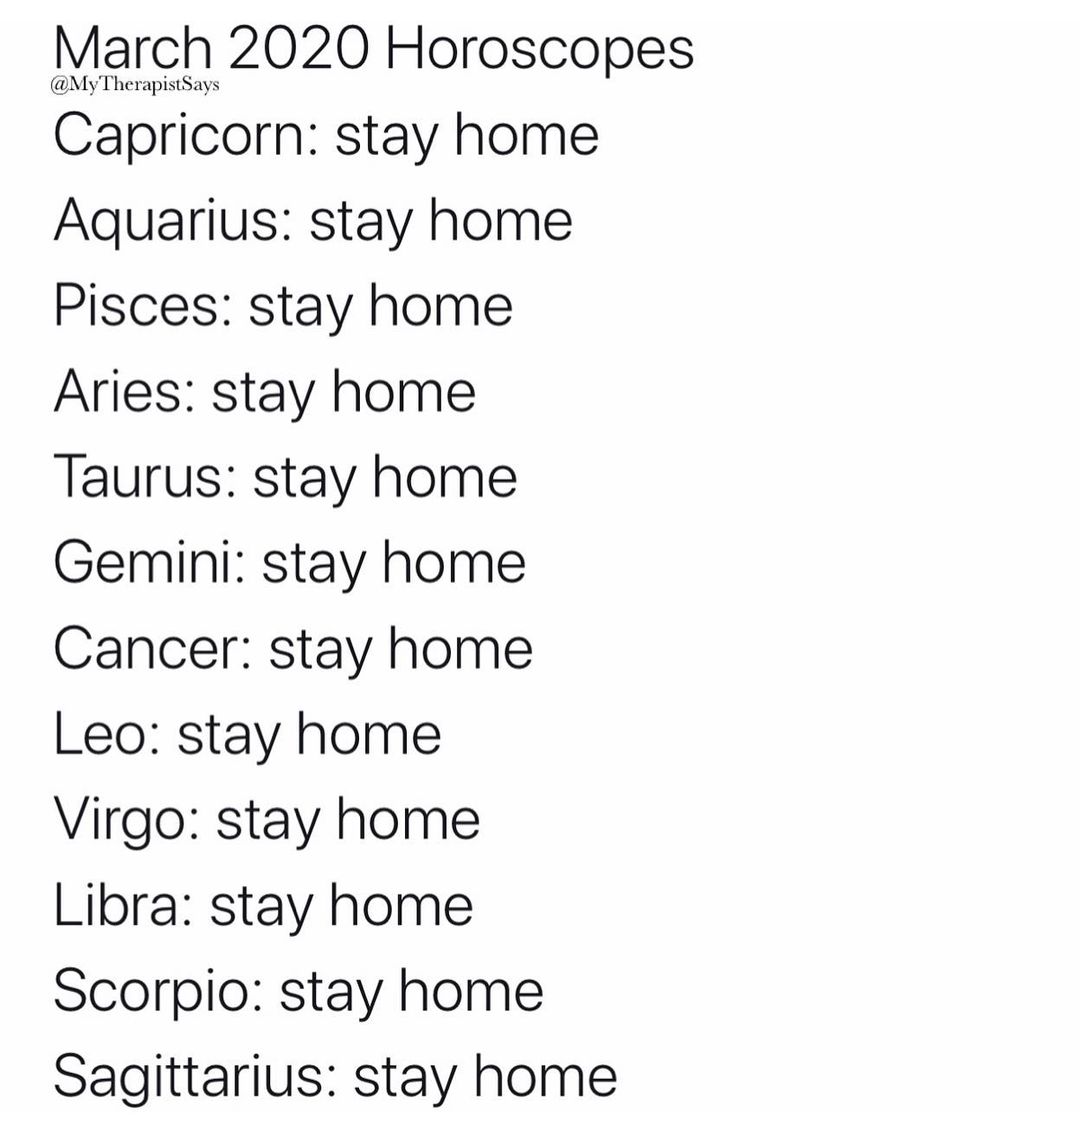 March 2020 Horoscopes
@MyTherapistSays
Capricorn: stay home
Aquarius: stay home
Pisces: stay home
Aries: stay home
Taurus: stay home
Gemini: stay home
Cancer: stay home
Leo: stay home
Virgo: stay home
Libra: stay home
Scorpio: stay home
Sagittarius: stay home